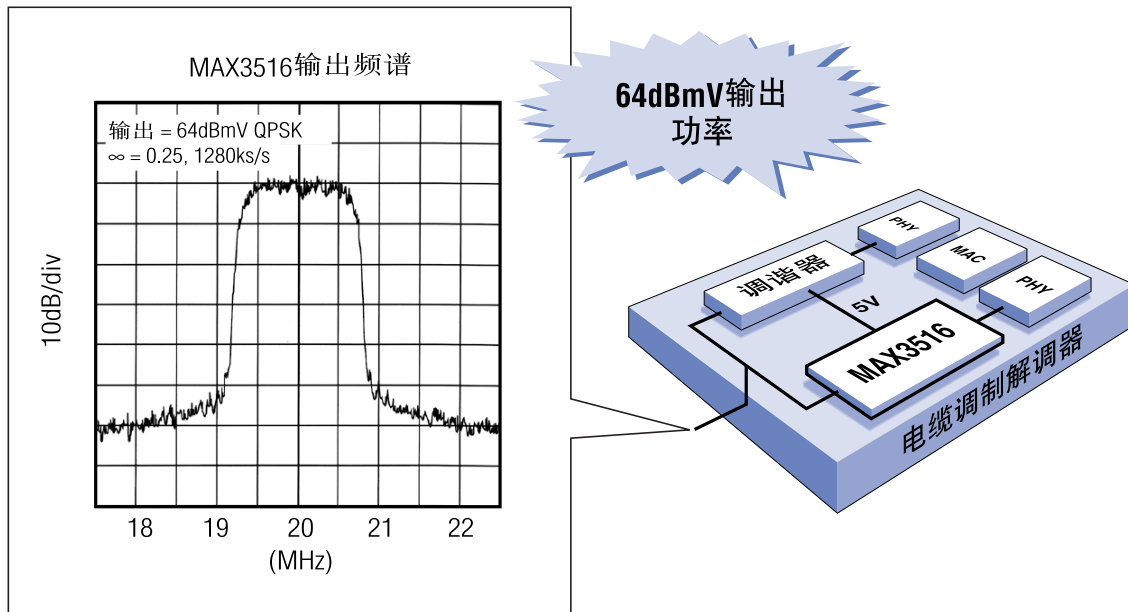 MAX3516输出频谱
输出 = 64dBmV QPSK
∞ = 0.25, 1280ks/s
10dB/div
18 19 20 21 22
(MHz)
64dBmV输出
功率
PHY
MAC
PHY
调谐器
5V
MAX3516
电缆调制解调器